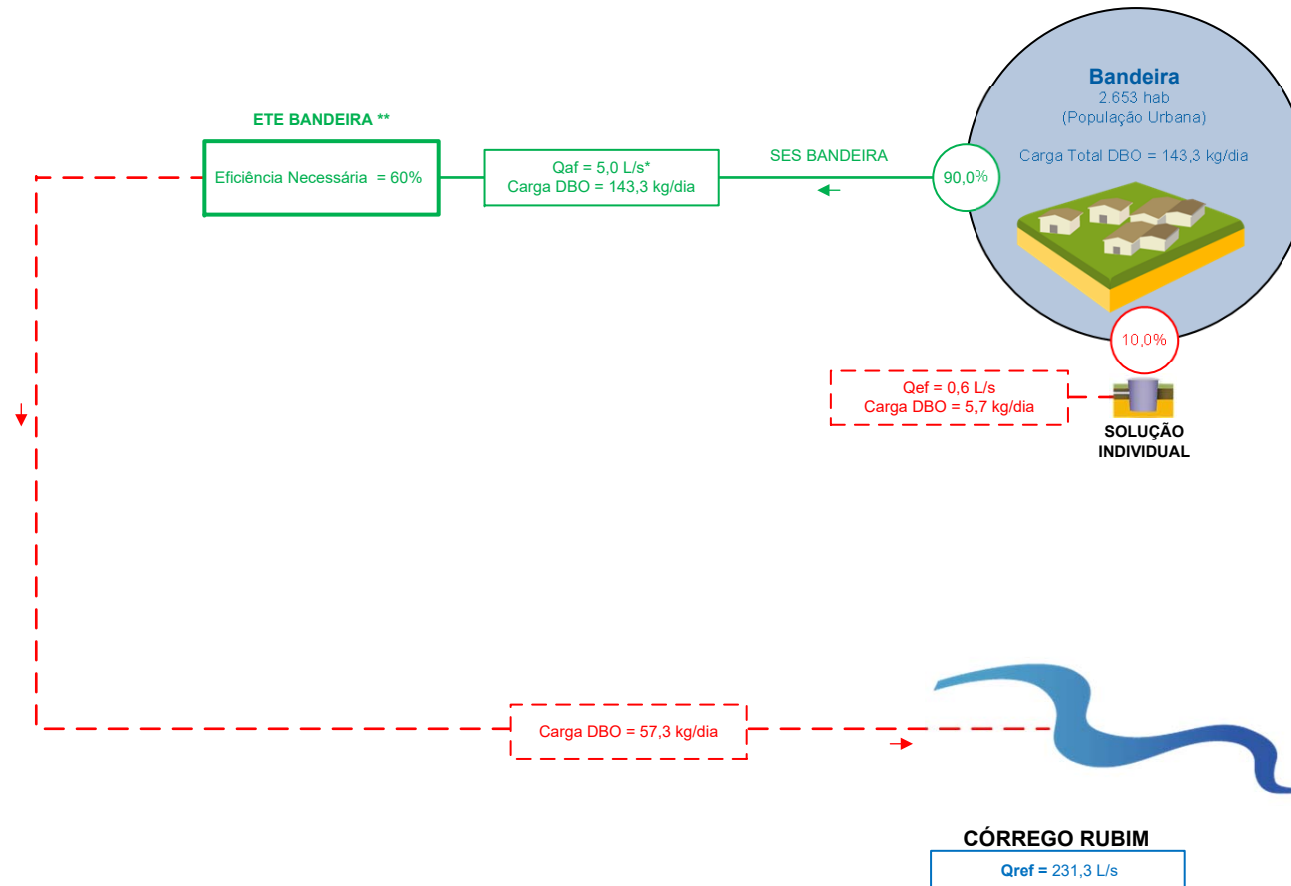 Bandeira
2.653 hab
(População Urbana)
Carga Total DBO = 143,3 kg/dia
90,0%
SES BANDEIRA
Qaf = 5,0 L/s*
Carga DBO = 143,3 kg/dia
ETE BANDEIRA **
Eficiência Necessária = 60%
10,0%
Qef = 0,6 L/s
Carga DBO = 5,7 kg/dia
SOLUÇÃO
INDIVIDUAL
Carga DBO = 57,3 kg/dia
CÓRREGO RUBIM
Qref = 231,3 L/s